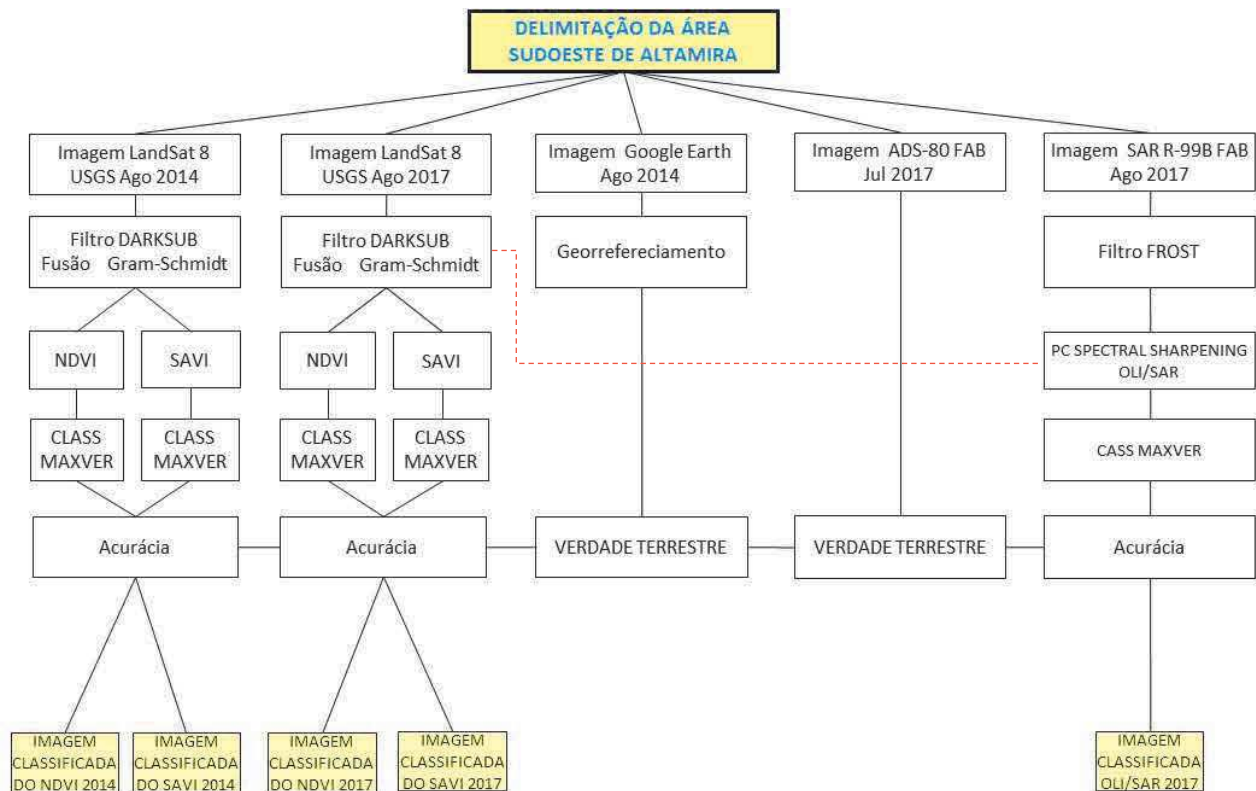 DELIMITAÇÃO DA ÁREA
SUDOESTE DE ALTAMIRA
Imagem LandSat 8
USGS Ago 2014
Imagem LandSat 8
USGS Ago 2017
Imagem Google Earth
Ago 2014
Imagem ADS-80 FAB
Jul 2017
Imagem SAR R-99B FAB
Ago 2017
Filtro DARKSUB
Fusão Gram-Schmidt
Filtro DARKSUB
Fusão Gram-Schmidt
Georrefereciamento
Filtro FROST
NDVI
SAVI
NDVI
SAVI
PC SPECTRAL SHARPENING
OLI/SAR
CLASS
MAXVER
CLASS
MAXVER
CLASS
MAXVER
CLASS
MAXVER
CASS MAXVER
Acurácia
Acurácia
VERDADE TERRESTRE
VERDADE TERRESTRE
Acurácia
IMAGEM
CLASSIFICADA
DO NDVI 2014
IMAGEM
CLASSIFICADA
DO SAVI 2014
IMAGEM
CLASSIFICADA
DO NDVI 2017
IMAGEM
CLASSIFICADA
DO SAVI 2017
IMAGEM
CLASSIFICADA
OLI/SAR 2017